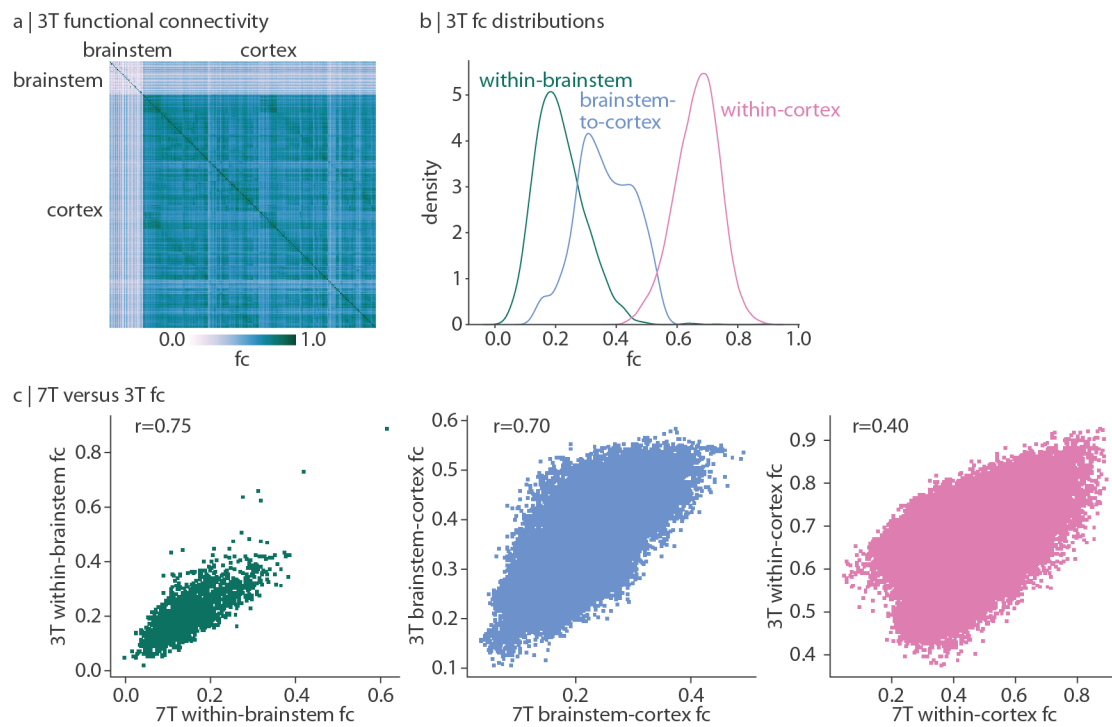 a | 3T functional connectivity
brainstem cortex
brainstem
cortex
0.0 1.0
fc
b | 3T fc distributions
within-brainstem
brainstem-
to-cortex
within-cortex
density
5
4
3
2
1
0
0.0 0.2 0.4 0.6 0.8 1.0
fc
c | 7T versus 3T fc
r=0.75
3T within-brainstem fc
0.8
0.6
0.4
0.2
0.0
0.0 0.2 0.4 0.6
7T within-brainstem fc
r=0.70
3T brainstem-cortex fc
0.6
0.5
0.4
0.3
0.2
0.1
0.2 0.4
7T brainstem-cortex fc
r=0.40
3T within-cortex fc
0.9
0.8
0.7
0.6
0.5
0.4
0.2 0.4 0.6 0.8
7T within-cortex fc